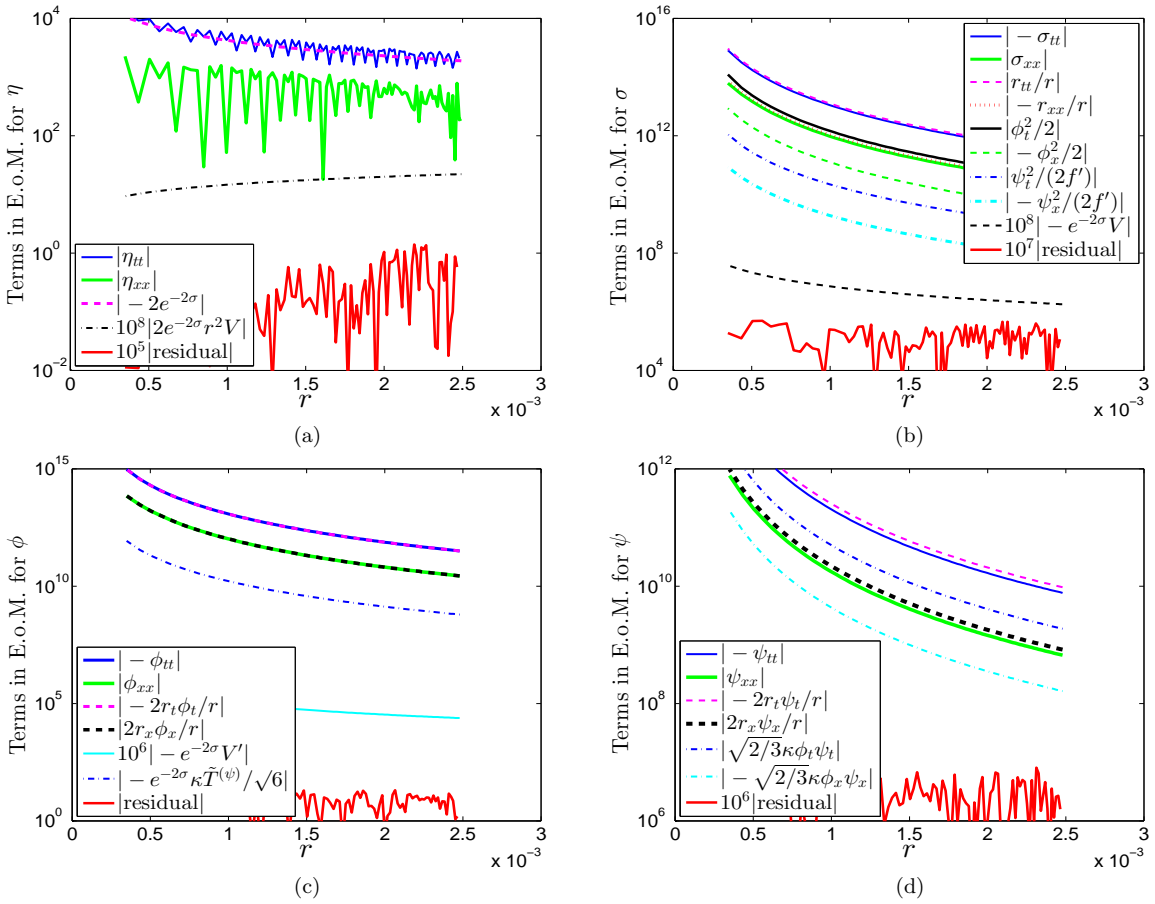 10^4
10^2
10^0
10^−2
Terms in E.o.M. for η
|η_tt|
|η_xx|
|−2e^{−2σ}|
10^8|2e^{−2σ}r^2V|
10^5|residual|
0 0.5 1 1.5 2 2.5 3
x 10^−3
r
(a)
10^16
10^12
10^8
10^4
Terms in E.o.M. for σ
|−σ_tt|
|σ_xx|
|r_tt/r|
|−r_xx/r|
|φ_t^2/2|
|−φ_x^2/2|
|ψ_t^2/(2f′)|
|−ψ_x^2/(2f′)|
10^8|−e^{−2σ}V|
10^7|residual|
0 0.5 1 1.5 2 2.5 3
x 10^−3
r
(b)
10^15
10^10
10^5
10^0
Terms in E.o.M. for φ
|−φ_tt|
|φ_xx|
|−2r_tφ_t/r|
|2r_xφ_x/r|
10^6|−e^{−2σ}V′|
|−e^{−2σ}κT̃^{(ψ)}/√6|
|residual|
0 0.5 1 1.5 2 2.5 3
x 10^−3
r
(c)
10^12
10^10
10^8
10^6
Terms in E.o.M. for ψ
|−ψ_tt|
|ψ_xx|
|−2r_tψ_t/r|
|2r_xψ_x/r|
|√2/3κφ_tψ_t|
|−√2/3κφ_xψ_x|
10^6|residual|
0 0.5 1 1.5 2 2.5 3
x 10^−3
r
(d)